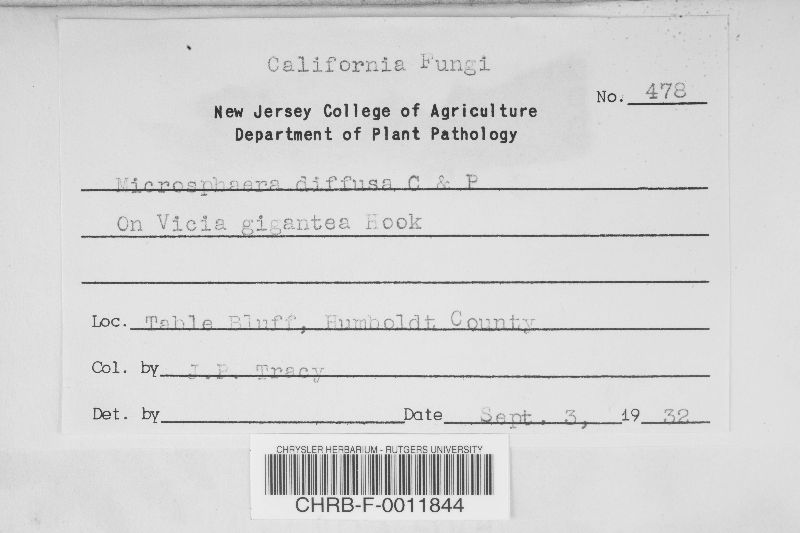 California Fungi
No. 478
New Jersey College of Agriculture
Department of Plant Pathology
Microsphaera diffusa C & P
On Vicia gigantea Hook
Loc. Table Bluff, Humboldt County
Col. by J.P. Tracy
Det. by Date Sept. 3, 19 32
CHRYSLER HERBARIUM - RUTGERS UNIVERSITY
CHRB-F-0011844